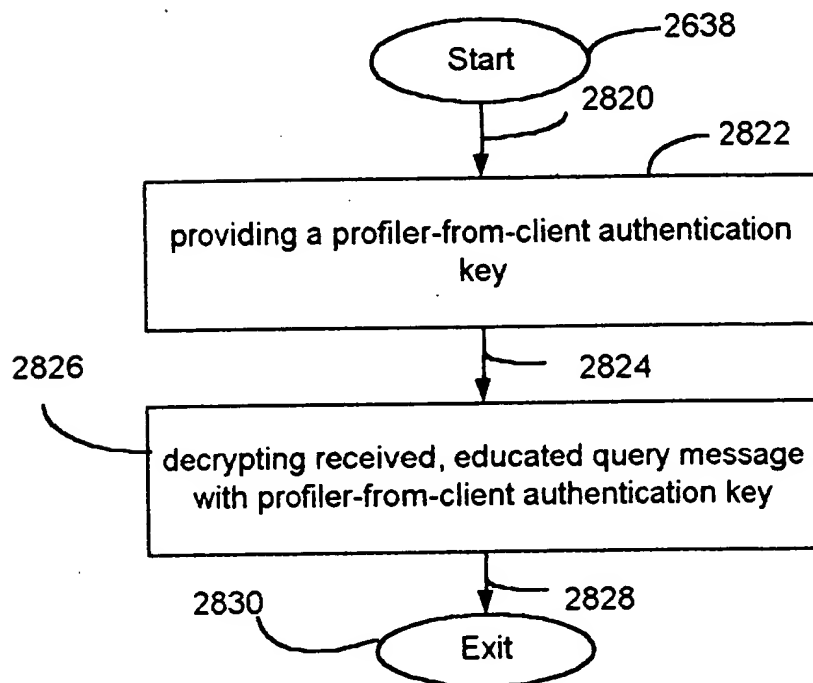 2638
Start
2820
2822
providing a profiler-from-client authentication
key
2826
2824
decrypting received, educated query message
with profiler-from-client authentication key
2830
2828
Exit